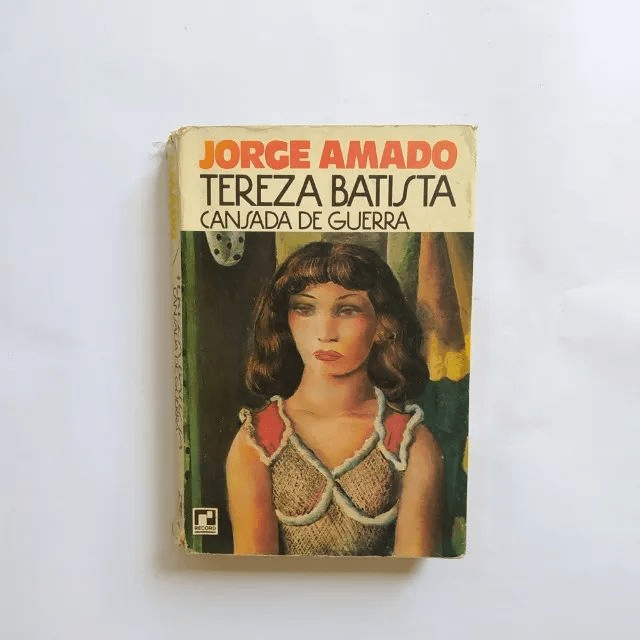 JORGE AMADO
TEREZA BATISTA
CANSADA DE GUERRA
RECORD